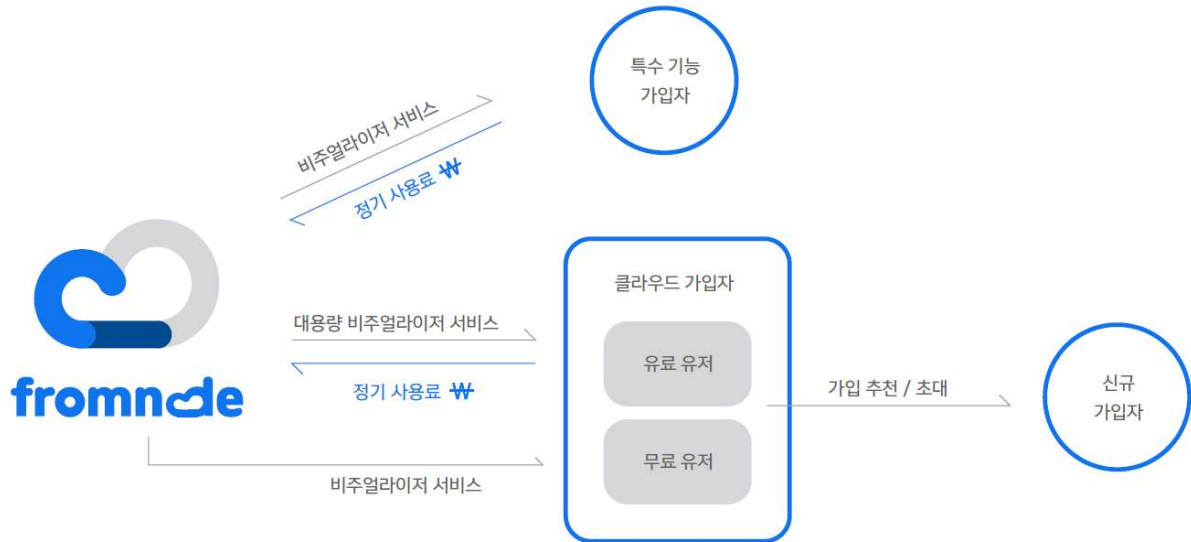 특수 기능
가입자
비주얼라이저 서비스
정기 사용료 ₩
클라우드 가입자
대용량 비주얼라이저 서비스
유료 유저
정기 사용료 ₩
가입 추천 / 초대
신규
가입자
fromnode
무료 유저
비주얼라이저 서비스